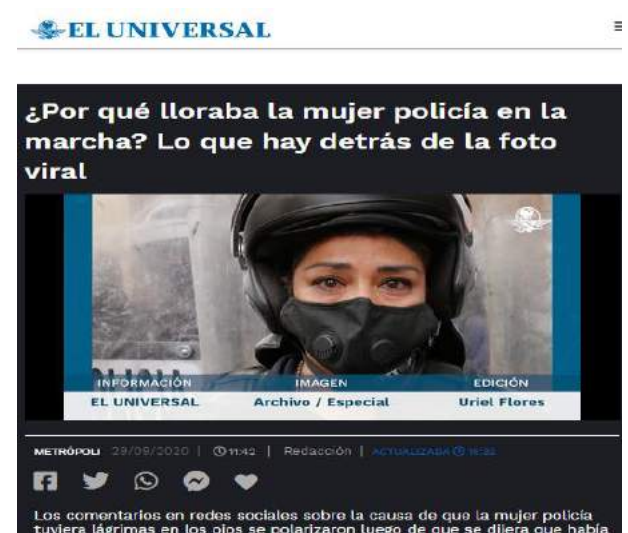 EL UNIVERSAL
¿Por qué lloraba la mujer policía en la
marcha? Lo que hay detrás de la foto
viral
INFORMACIÓN IMAGEN EDICIÓN
EL UNIVERSAL Archivo / Especial Uriel Flores
METRÓPOLI 29/09/2020 | 11:42 | Redacción | ACTUALIZADA
Los comentarios en redes sociales sobre la causa de que la mujer policía
tuviera lágrimas en los ojos se polarizaron luego de que se dijera que había